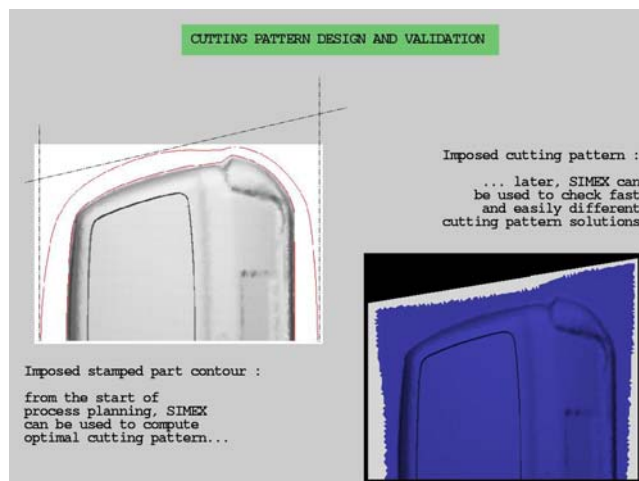 CUTTING PATTERN DESIGN AND VALIDATION
Imposed cutting pattern :
... later, SIMEX can
be used to check fast
and easily different
cutting pattern solutions
Imposed stamped part contour :
from the start of
process planning, SIMEX
can be used to compute
optimal cutting pattern...